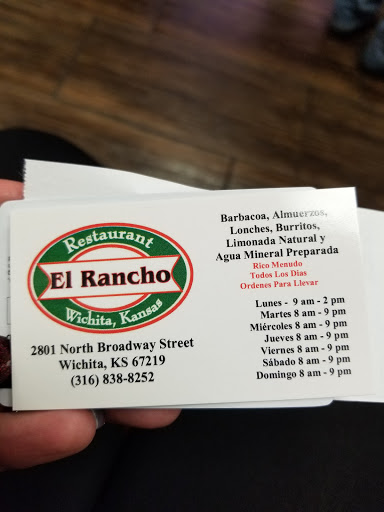 Restaurant
El Rancho
Wichita, Kansas
2801 North Broadway Street
Wichita, KS 67219
(316) 838-8252
Barbacoa, Almuerzos,
Lonches, Burritos,
Limonada Natural y
Agua Mineral Preparada
Rico Menudo
Todos Los Dias
Ordenes Para Llevar
Lunes - 9 am - 2 pm
Martes 8 am - 9 pm
Miércoles 8 am - 9 pm
Jueves 8 am - 9 pm
Viernes 8 am - 9 pm
Sábado 8 am - 9 pm
Domingo 8 am - 9 pm